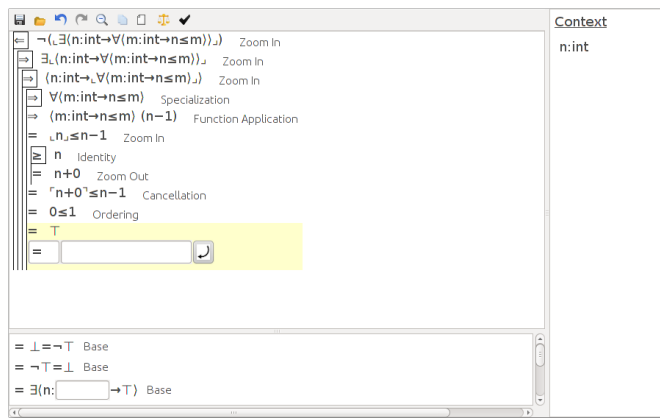 ¬(⌞∃⟨n:int→∀⟨m:int→n≤m⟩⟩⌟) Zoom In
⇐
⇒ ∃⌞⟨n:int→∀⟨m:int→n≤m⟩⟩⌟ Zoom In
⇒ ⟨n:int→⌞∀⟨m:int→n≤m⟩⌟⟩ Zoom In
⇒ ∀⟨m:int→n≤m⟩ Specialization
⇒ ⟨m:int→n≤m⟩ (n−1) Function Application
= ⌞n⌟≤n−1 Zoom In
≥ n Identity
= n+0 Zoom Out
= ⌜n+0⌝≤n−1 Cancellation
= 0≤1 Ordering
= ⊤
=
= ⊥=¬⊤ Base
= ¬⊤=⊥ Base
= ∃⟨n: →⊤⟩ Base
Context
n:int